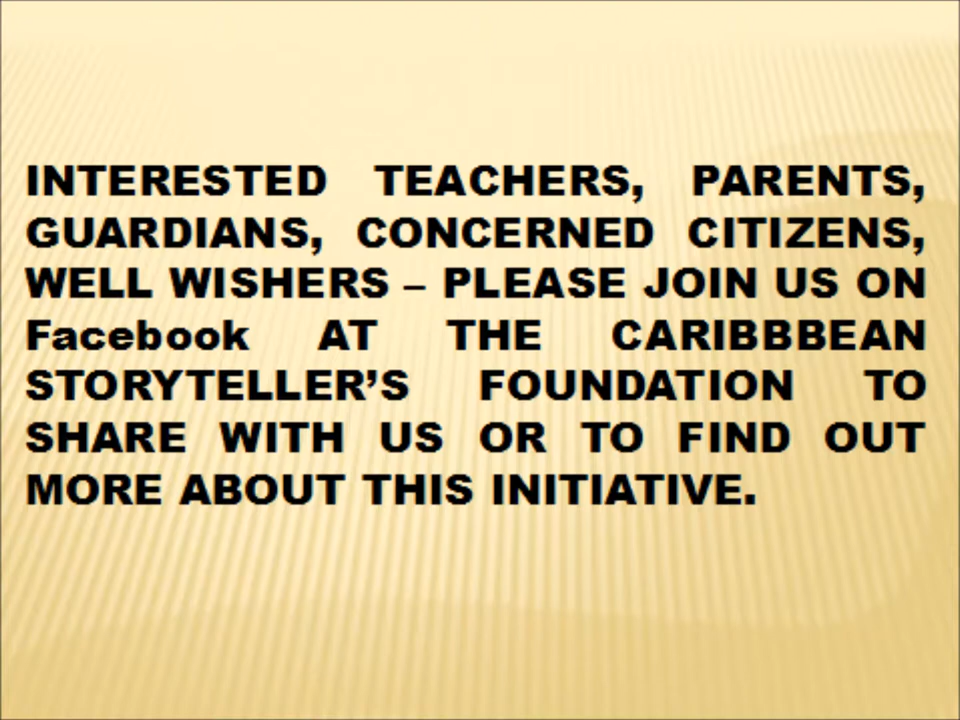 INTERESTED TEACHERS, PARENTS,
GUARDIANS, CONCERNED CITIZENS,
WELL WISHERS – PLEASE JOIN US ON
Facebook AT THE CARIBBBEAN
STORYTELLER’S FOUNDATION TO
SHARE WITH US OR TO FIND OUT
MORE ABOUT THIS INITIATIVE.